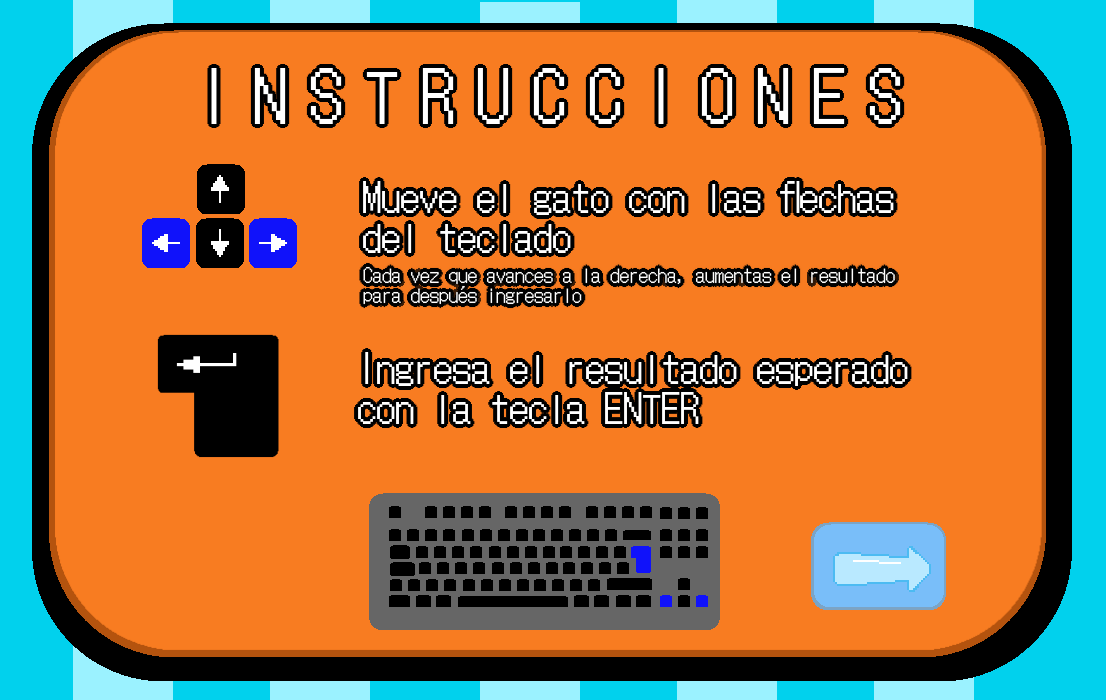 INSTRUCCIONES
Mueve el gato con las flechas
del teclado
Cada vez que avances a la derecha, aumentas el resultado
para después ingresarlo
Ingresa el resultado esperado
con la tecla ENTER